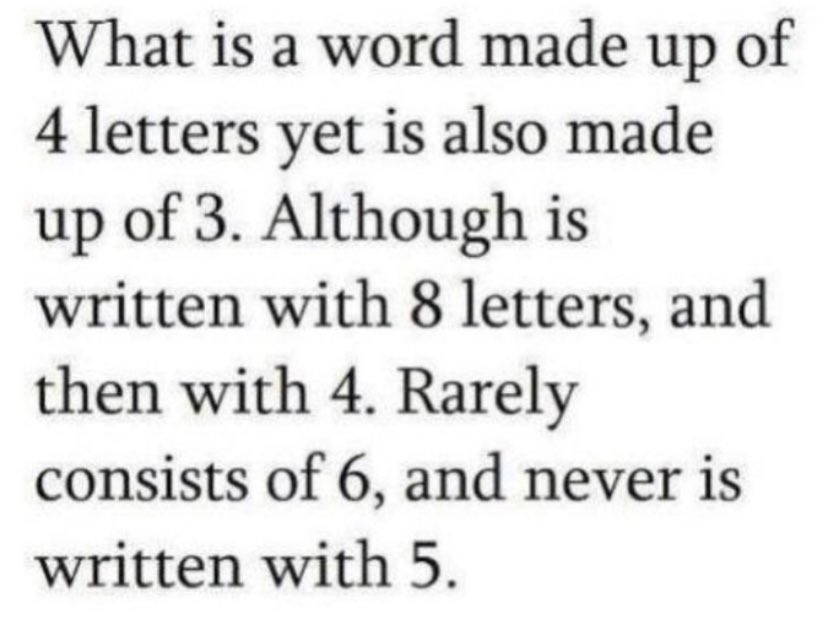 What is a word made up of
4 letters yet is also made
up of 3. Although is
written with 8 letters, and
then with 4. Rarely
consists of 6, and never is
written with 5.